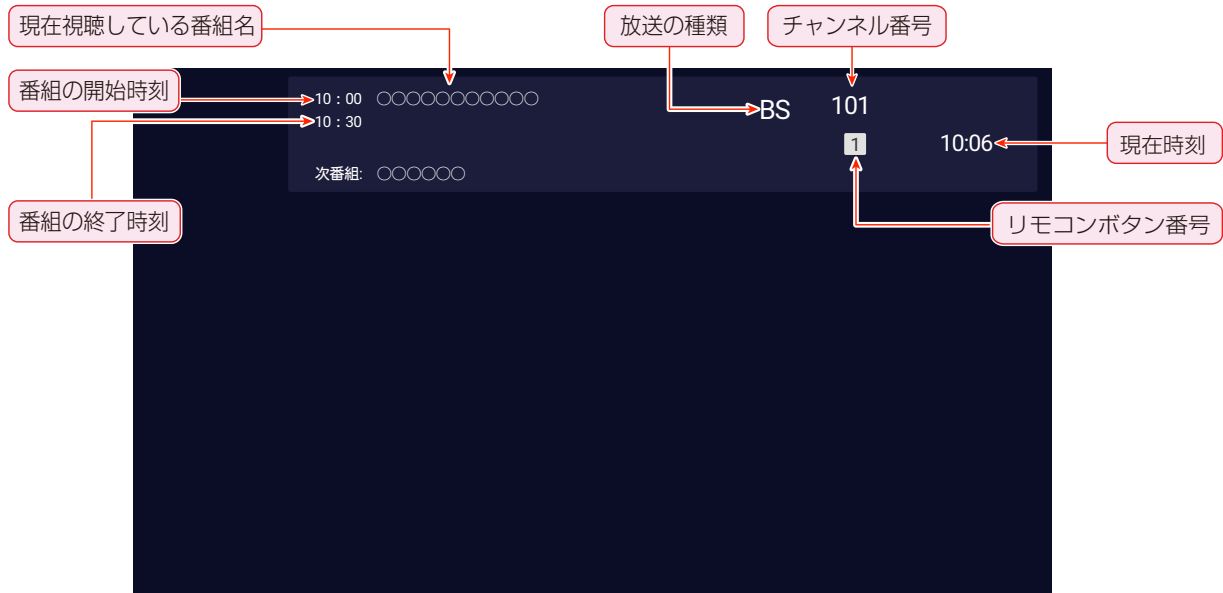 現在視聴している番組名
放送の種類
チャンネル番号
番組の開始時刻
10：00 ○○○○○○○○○○○
BS
101
10：30
1
10:06
現在時刻
次番組: ○○○○○○
番組の終了時刻
リモコンボタン番号